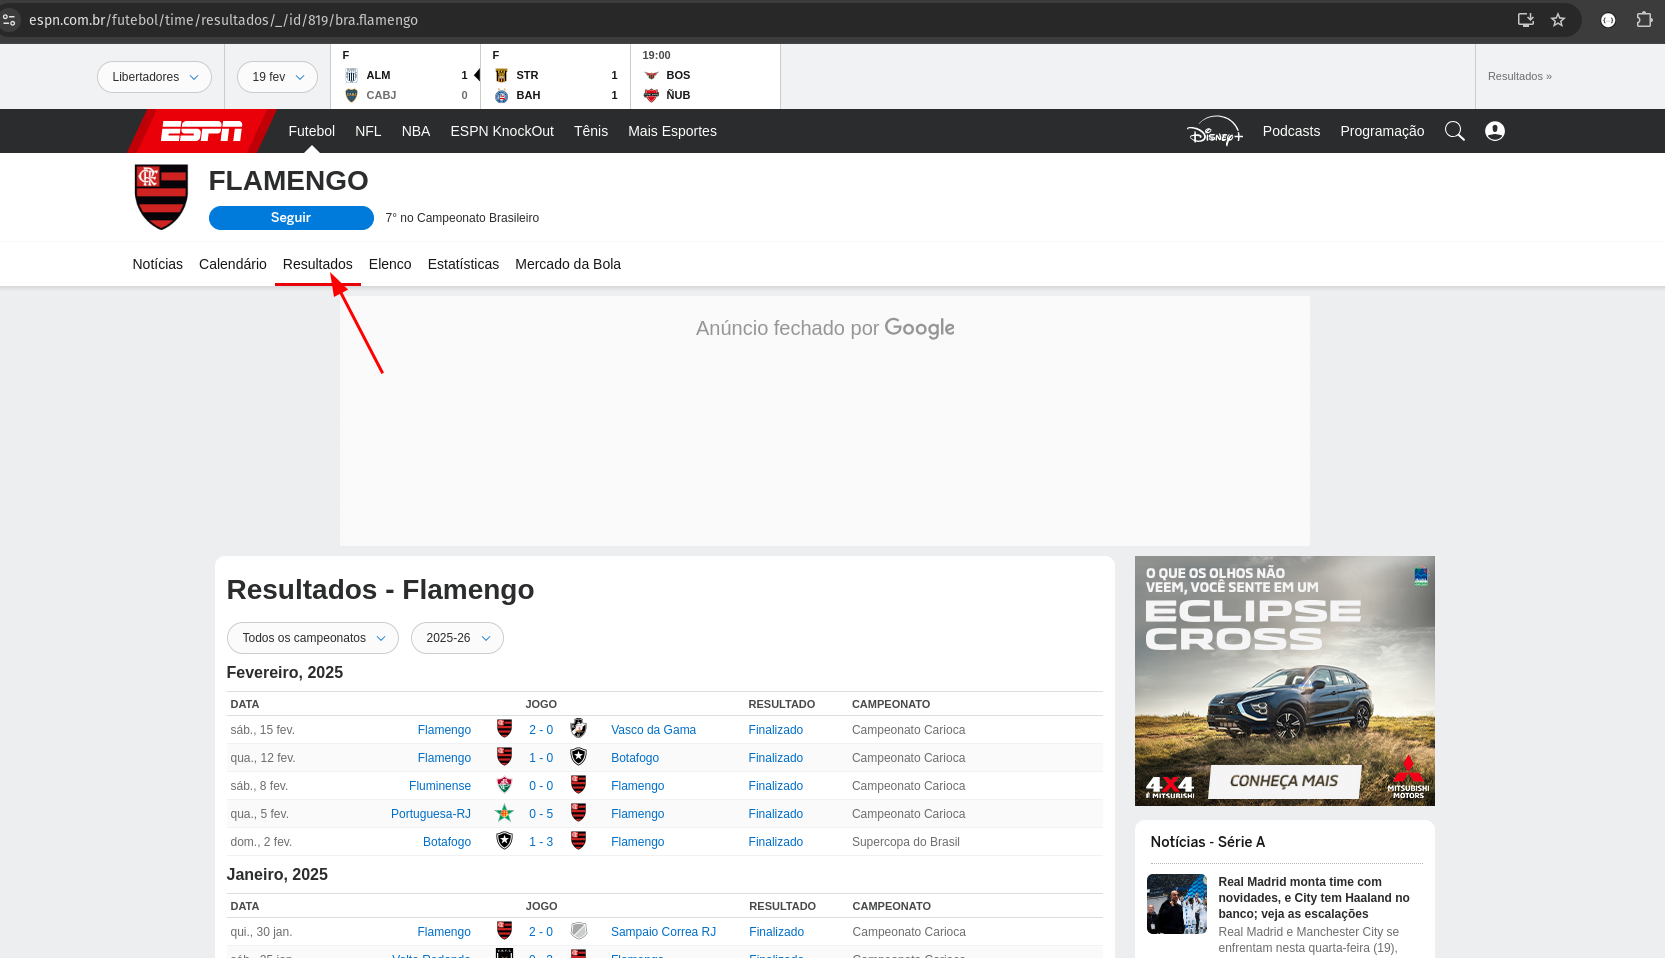 espn.com.br/futebol/time/resultados/_/id/819/bra.flamengo
Libertadores
19 fev
F
ALM 1
CABJ 0
F
STR 1
BAH 1
19:00
BOS
ÑUB
Resultados »
ESPN
Futebol NFL NBA ESPN KnockOut Tênis Mais Esportes
Disney+ Podcasts Programação
FLAMENGO
Seguir 7° no Campeonato Brasileiro
Notícias Calendário Resultados Elenco Estatísticas Mercado da Bola
Anúncio fechado por Google
Resultados - Flamengo
Todos os campeonatos 2025-26
Fevereiro, 2025
DATA JOGO RESULTADO CAMPEONATO
sáb., 15 fev. Flamengo 2 - 0 Vasco da Gama Finalizado Campeonato Carioca
qua., 12 fev. Flamengo 1 - 0 Botafogo Finalizado Campeonato Carioca
sáb., 8 fev. Fluminense 0 - 0 Flamengo Finalizado Campeonato Carioca
qua., 5 fev. Portuguesa-RJ 0 - 5 Flamengo Finalizado Campeonato Carioca
dom., 2 fev. Botafogo 1 - 3 Flamengo Finalizado Supercopa do Brasil
Janeiro, 2025
DATA JOGO RESULTADO CAMPEONATO
qui., 30 jan. Flamengo 2 - 0 Sampaio Correa RJ Finalizado Campeonato Carioca
O QUE OS OLHOS NÃO
VEEM, VOCÊ SENTE EM UM
ECLIPSE
CROSS
4X4
É MITSUBISHI
CONHEÇA MAIS
MITSUBISHI
MOTORS
Notícias - Série A
Real Madrid monta time com
novidades, e City tem Haaland no
banco; veja as escalações
Real Madrid e Manchester City se
enfrentam nesta quarta-feira (19),